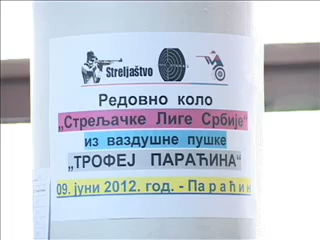 Streljaštvo
Редовно коло
„Стрељачке Лиге Србије“
из ваздушне пушке
„ТРОФЕЈ ПАРАЋИНА“
09. јуни 2012. год. - Параћин